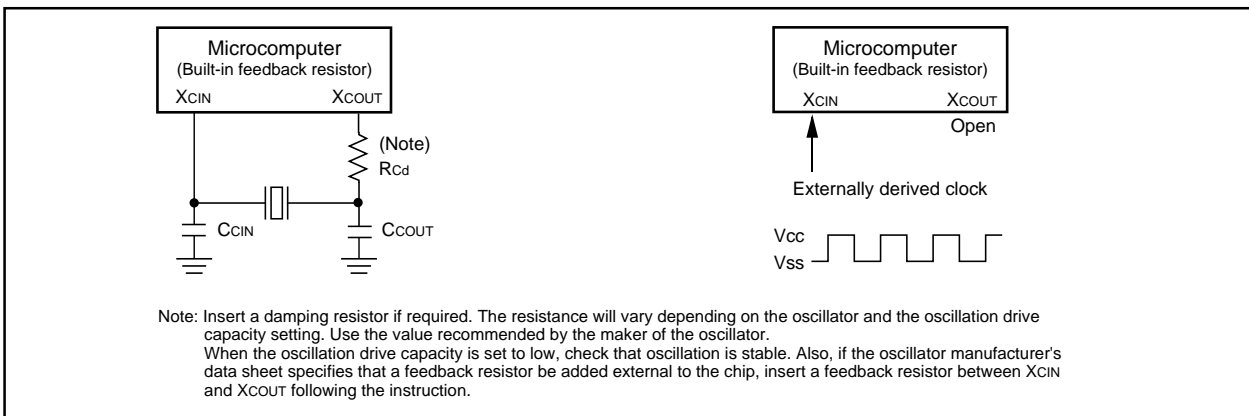 Microcomputer
(Built-in feedback resistor)
XCIN XCOUT
(Note)
RCd
CCIN CCOUT
Microcomputer
(Built-in feedback resistor)
XCIN XCOUT
Open
Externally derived clock
Vcc
Vss
Note: Insert a damping resistor if required. The resistance will vary depending on the oscillator and the oscillation drive
capacity setting. Use the value recommended by the maker of the oscillator.
When the oscillation drive capacity is set to low, check that oscillation is stable. Also, if the oscillator manufacturer's
data sheet specifies that a feedback resistor be added external to the chip, insert a feedback resistor between XCIN
and XCOUT following the instruction.